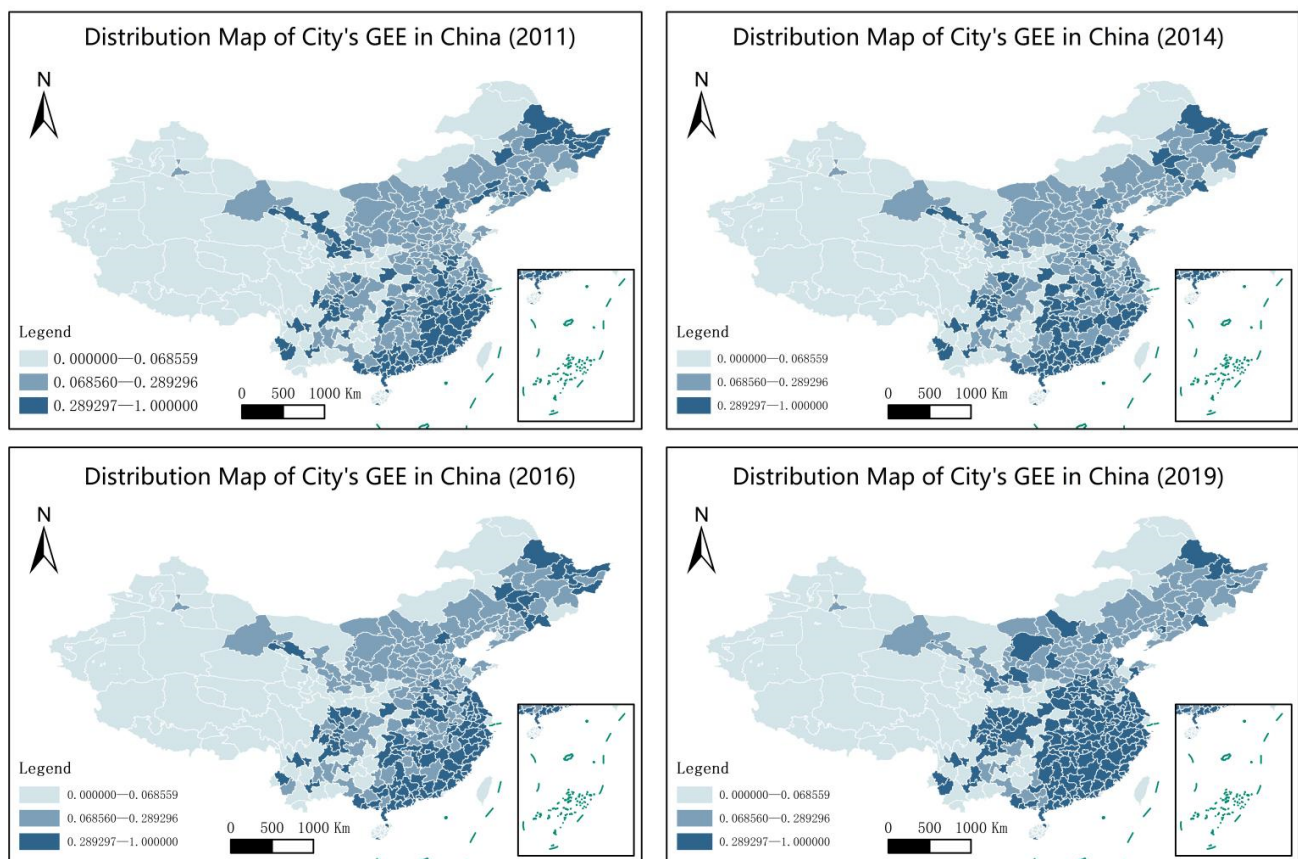 Distribution Map of City's GEE in China (2011)
N
Legend
0.000000—0.068559
0.068560—0.289296
0.289297—1.000000
0 500 1000 Km
Distribution Map of City's GEE in China (2014)
N
Legend
0.000000—0.068559
0.068560—0.289296
0.289297—1.000000
0 500 1000 Km
Distribution Map of City's GEE in China (2016)
N
Legend
0.000000—0.068559
0.068560—0.289296
0.289297—1.000000
0 500 1000 Km
Distribution Map of City's GEE in China (2019)
N
Legend
0.000000—0.068559
0.068560—0.289296
0.289297—1.000000
0 500 1000 Km